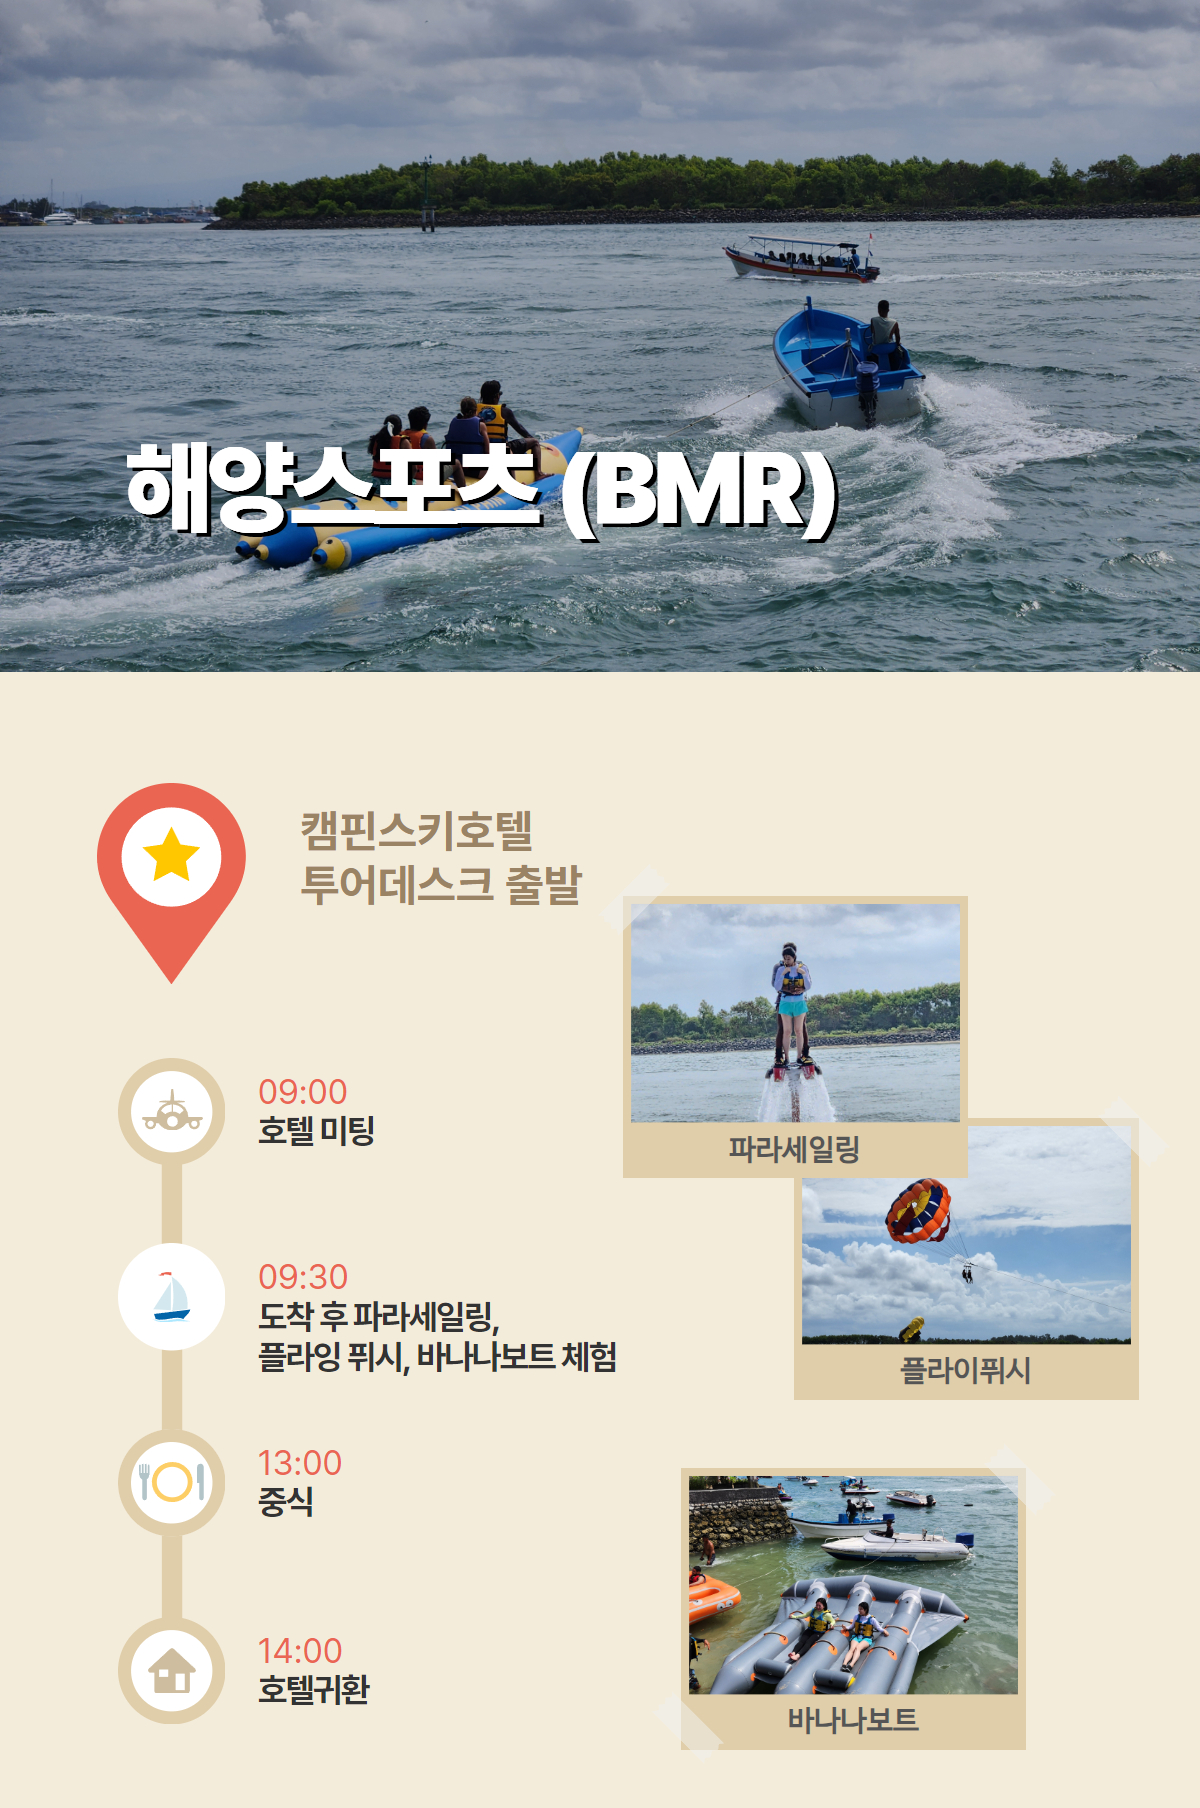 해양스포츠 (BMR)
캠핀스키호텔
투어데스크 출발
09:00
호텔 미팅
09:30
도착 후 파라세일링,
플라잉 퓌시, 바나나보트 체험
13:00
중식
14:00
호텔귀환
파라세일링
플라이퓌시
바나나보트